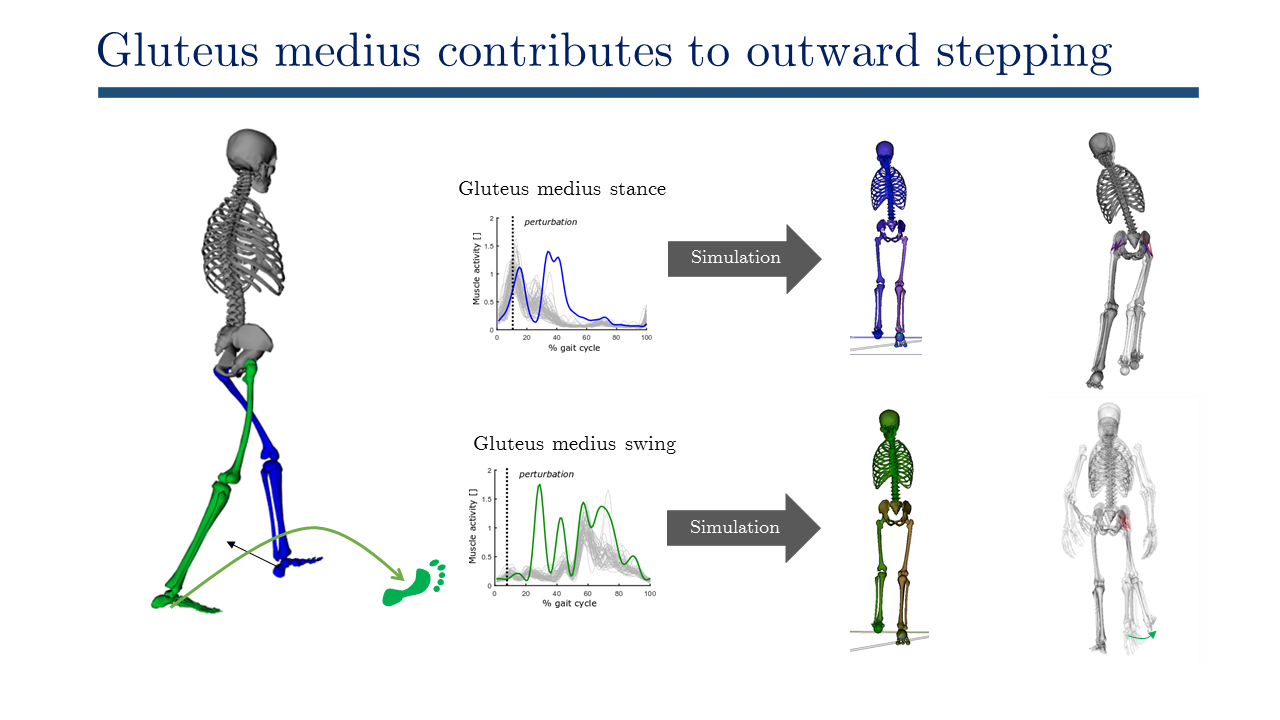 Gluteus medius contributes to outward stepping
Gluteus medius stance
perturbation
2
1.5
1
0.5
0
Muscle activity []
0 20 40 60 80 100
% gait cycle
Simulation
Gluteus medius swing
perturbation
2
1.5
1
0.5
0
Muscle activity []
0 20 40 60 80 100
% gait cycle
Simulation